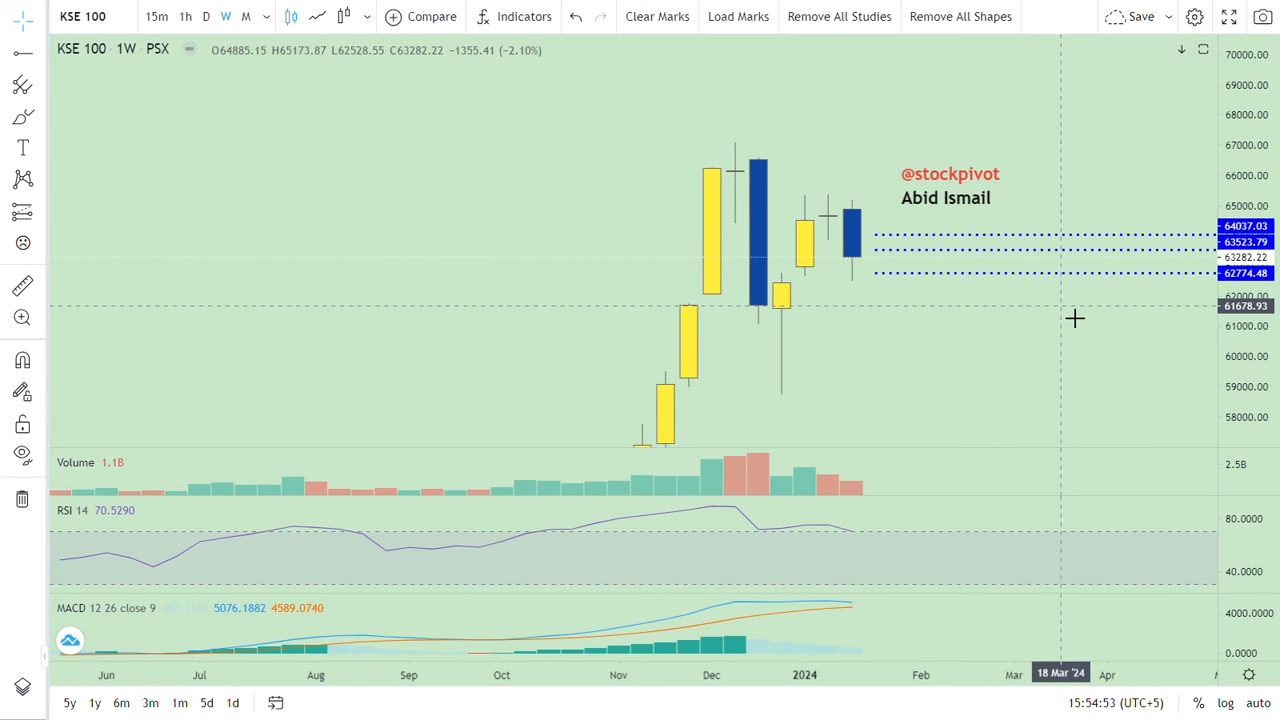 KSE 100 15m 1h D W M Compare Indicators Clear Marks Load Marks Remove All Studies Remove All Shapes Save
KSE 100 · 1W · PSX O64885.15 H65173.87 L62528.55 C63282.22 −1355.41 (−2.10%)
70000.00
69000.00
68000.00
67000.00
66000.00
65000.00
@stockpivot
Abid Ismail
64037.03
63523.79
63282.22
62774.48
62000.00
61678.93
61000.00
60000.00
59000.00
58000.00
Volume 1.1B
2.5B
RSI 14 70.5290
80.0000
40.0000
MACD 12 26 close 9 5076.1882 4589.0740
4000.0000
0.0000
Jun Jul Aug Sep Oct Nov Dec 2024 Feb Mar 18 Mar '24 Apr
5y 1y 6m 3m 1m 5d 1d 15:54:53 (UTC+5) % log auto